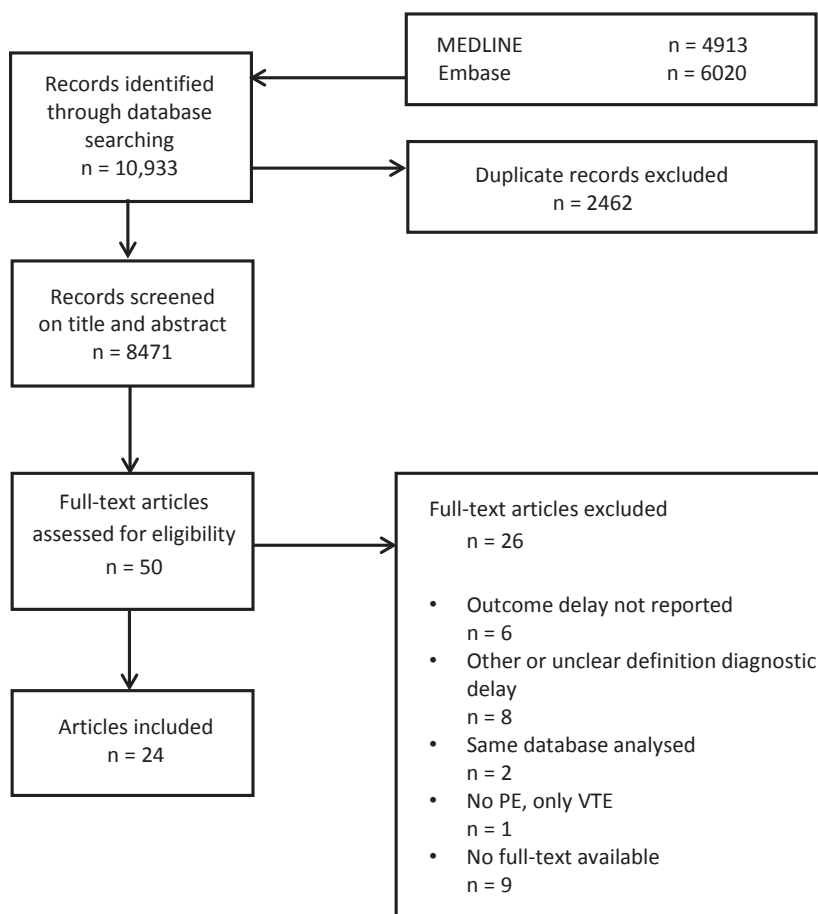 MEDLINE n = 4913
Embase n = 6020
Records identified
through database
searching
n = 10,933
Duplicate records excluded
n = 2462
Records screened
on title and abstract
n = 8471
Full-text articles
assessed for eligibility
n = 50
Full-text articles excluded
n = 26
• Outcome delay not reported
n = 6
• Other or unclear definition diagnostic
delay
n = 8
• Same database analysed
n = 2
• No PE, only VTE
n = 1
• No full-text available
n = 9
Articles included
n = 24